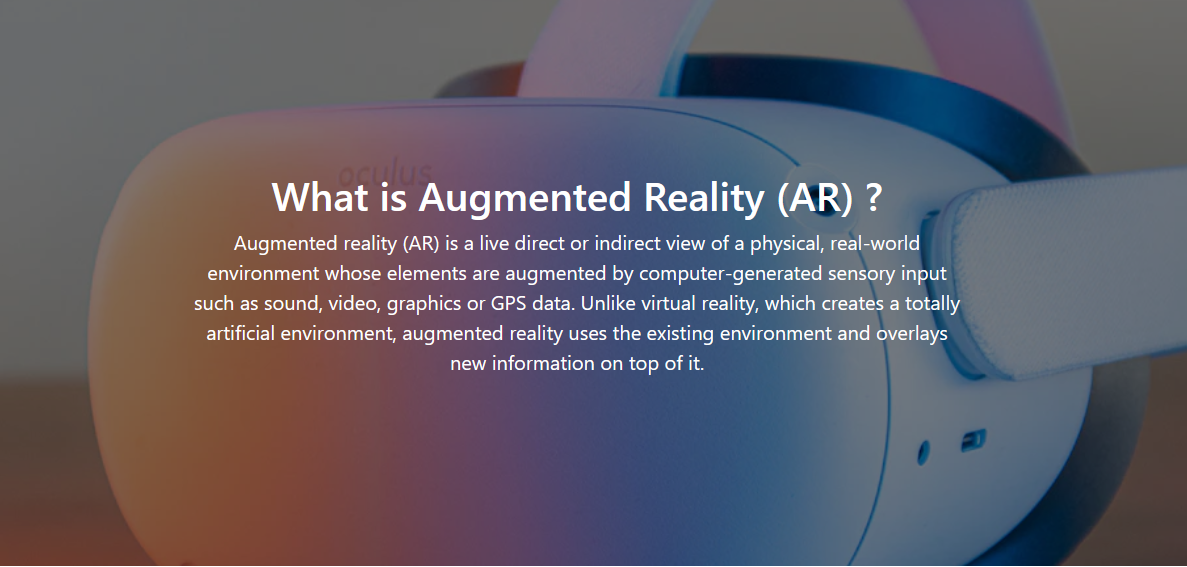 oculus
What is Augmented Reality (AR) ?
Augmented reality (AR) is a live direct or indirect view of a physical, real-world
environment whose elements are augmented by computer-generated sensory input
such as sound, video, graphics or GPS data. Unlike virtual reality, which creates a totally
artificial environment, augmented reality uses the existing environment and overlays
new information on top of it.